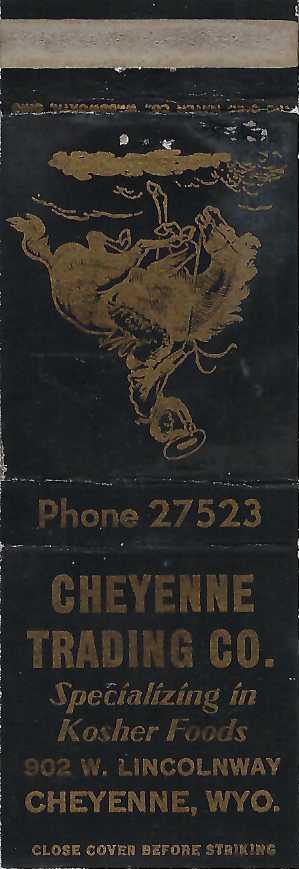 Phone 27523
CHEYENNE
TRADING CO.
Specializing in
Kosher Foods
902 W. LINCOLNWAY
CHEYENNE, WYO.
CLOSE COVER BEFORE STRIKING